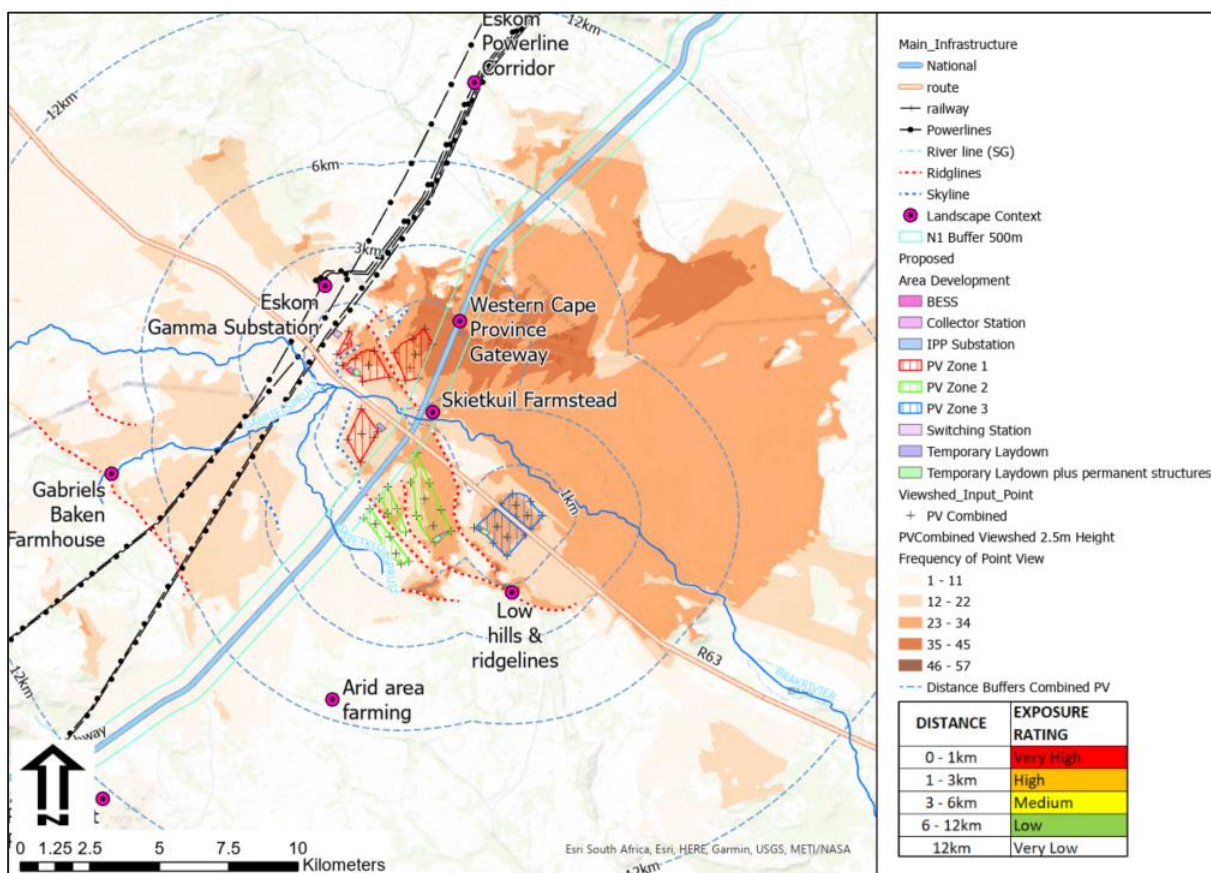 Eskom
Powerline
Corridor
12km
12km
6km
3km
Eskom
Gamma Substation
Western Cape
Province
Gateway
Skietkuil Farmstead
1km
Gabriels
Baken
Farmhouse
Low
hills &
ridgelines
Arid area
farming
R63
BRAKRIVIER
12km
12km
N
0 1.25 2.5 5 7.5 10
Kilometers
Esri South Africa, Esri, HERE, Garmin, USGS, METI/NASA
Main_Infrastructure
National
route
railway
Powerlines
River line (SG)
Ridglines
Skyline
Landscape Context
N1 Buffer 500m
Proposed
Area Development
BESS
Collector Station
IPP Substation
PV Zone 1
PV Zone 2
PV Zone 3
Switching Station
Temporary Laydown
Temporary Laydown plus permanent structures
Viewshed_Input_Point
PV Combined
PVCombined Viewshed 2.5m Height
Frequency of Point View
1 - 11
12 - 22
23 - 34
35 - 45
46 - 57
Distance Buffers Combined PV
DISTANCE EXPOSURE RATING
0 - 1km Very High
1 - 3km High
3 - 6km Medium
6 - 12km Low
12km Very Low